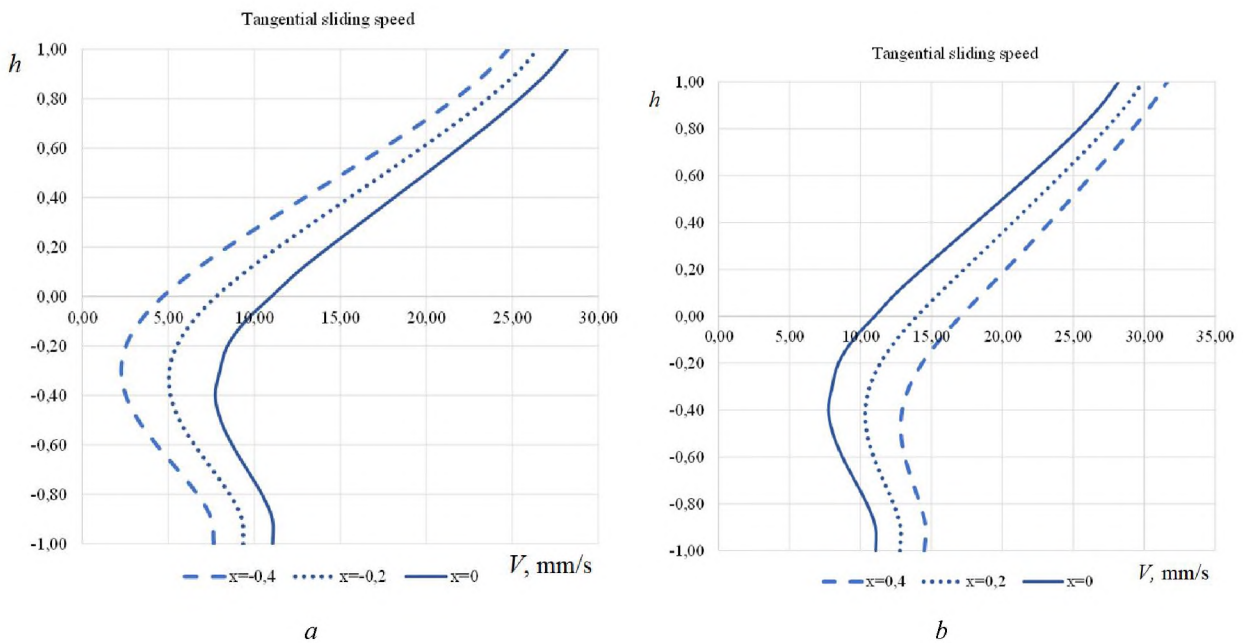 Tangential sliding speed
h
1,00
0,80
0,60
0,40
0,20
0,00
-0,20
-0,40
-0,60
-0,80
-1,00
0,00 5,00 10,00 15,00 20,00 25,00 30,00
V, mm/s
x=-0,4 x=-0,2 x=0
a
Tangential sliding speed
h
1,00
0,80
0,60
0,40
0,20
0,00
-0,20
-0,40
-0,60
-0,80
-1,00
0,00 5,00 10,00 15,00 20,00 25,00 30,00 35,00
V, mm/s
x=0,4 x=0,2 x=0
b